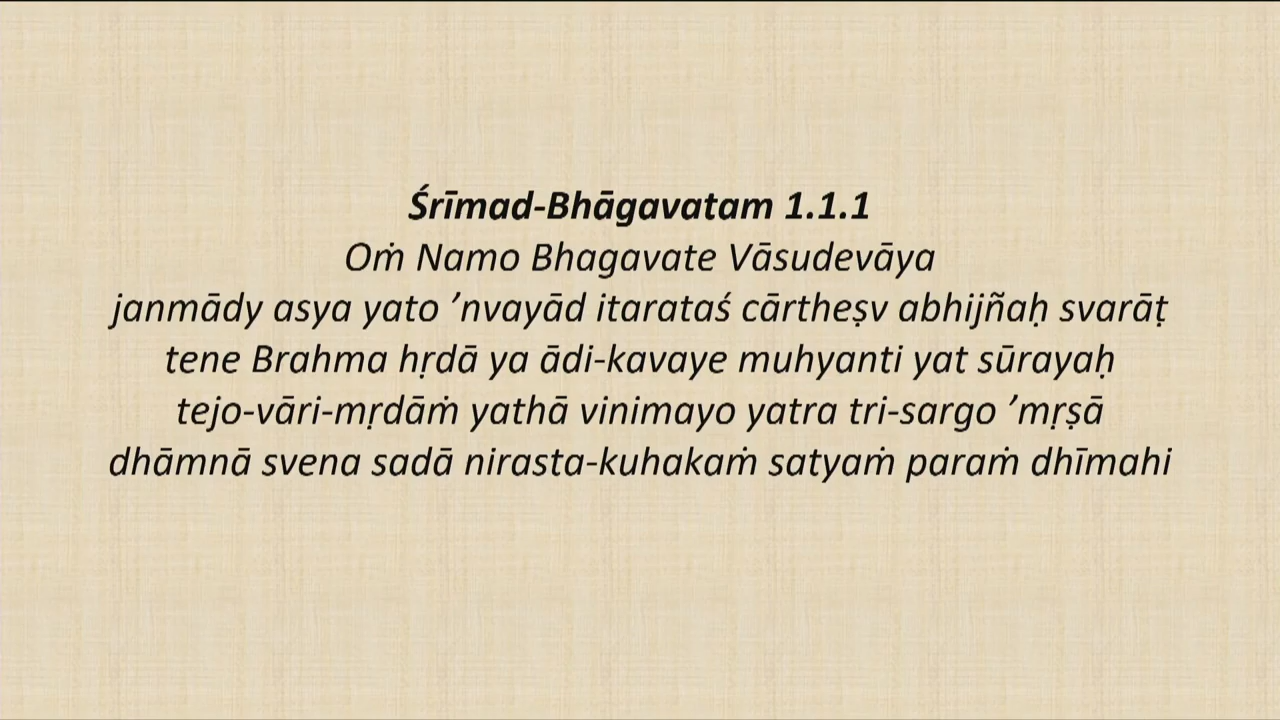 Śrīmad-Bhāgavatam 1.1.1
Oṁ Namo Bhagavate Vāsudevāya
janmādy asya yato ’nvayād itarataś cārtheṣv abhijñaḥ svarāṭ
tene Brahma hṛdā ya ādi-kavaye muhyanti yat sūrayaḥ
tejo-vāri-mṛdāṁ yathā vinimayo yatra tri-sargo ’mṛṣā
dhāmnā svena sadā nirasta-kuhakaṁ satyaṁ paraṁ dhīmahi